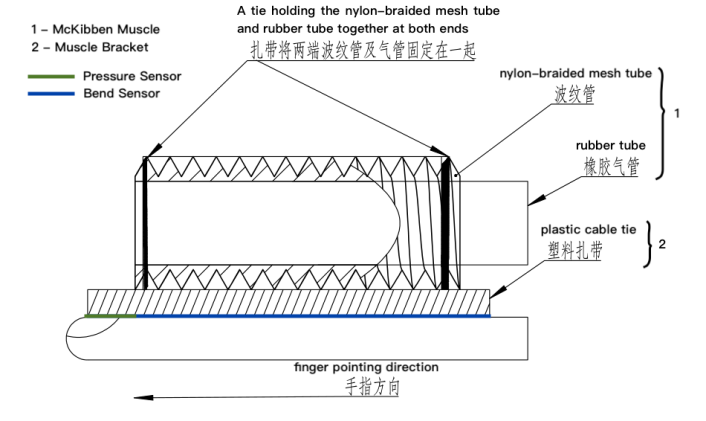 A tie holding the nylon-braided mesh tube
and rubber tube together at both ends
扎带将两端波纹管及气管固定在一起
1 - McKibben Muscle
2 - Muscle Bracket
Pressure Sensor
Bend Sensor
nylon-braided mesh tube
波纹管
1
rubber tube
橡胶气管
plastic cable tie
塑料扎带
2
finger pointing direction
手指方向